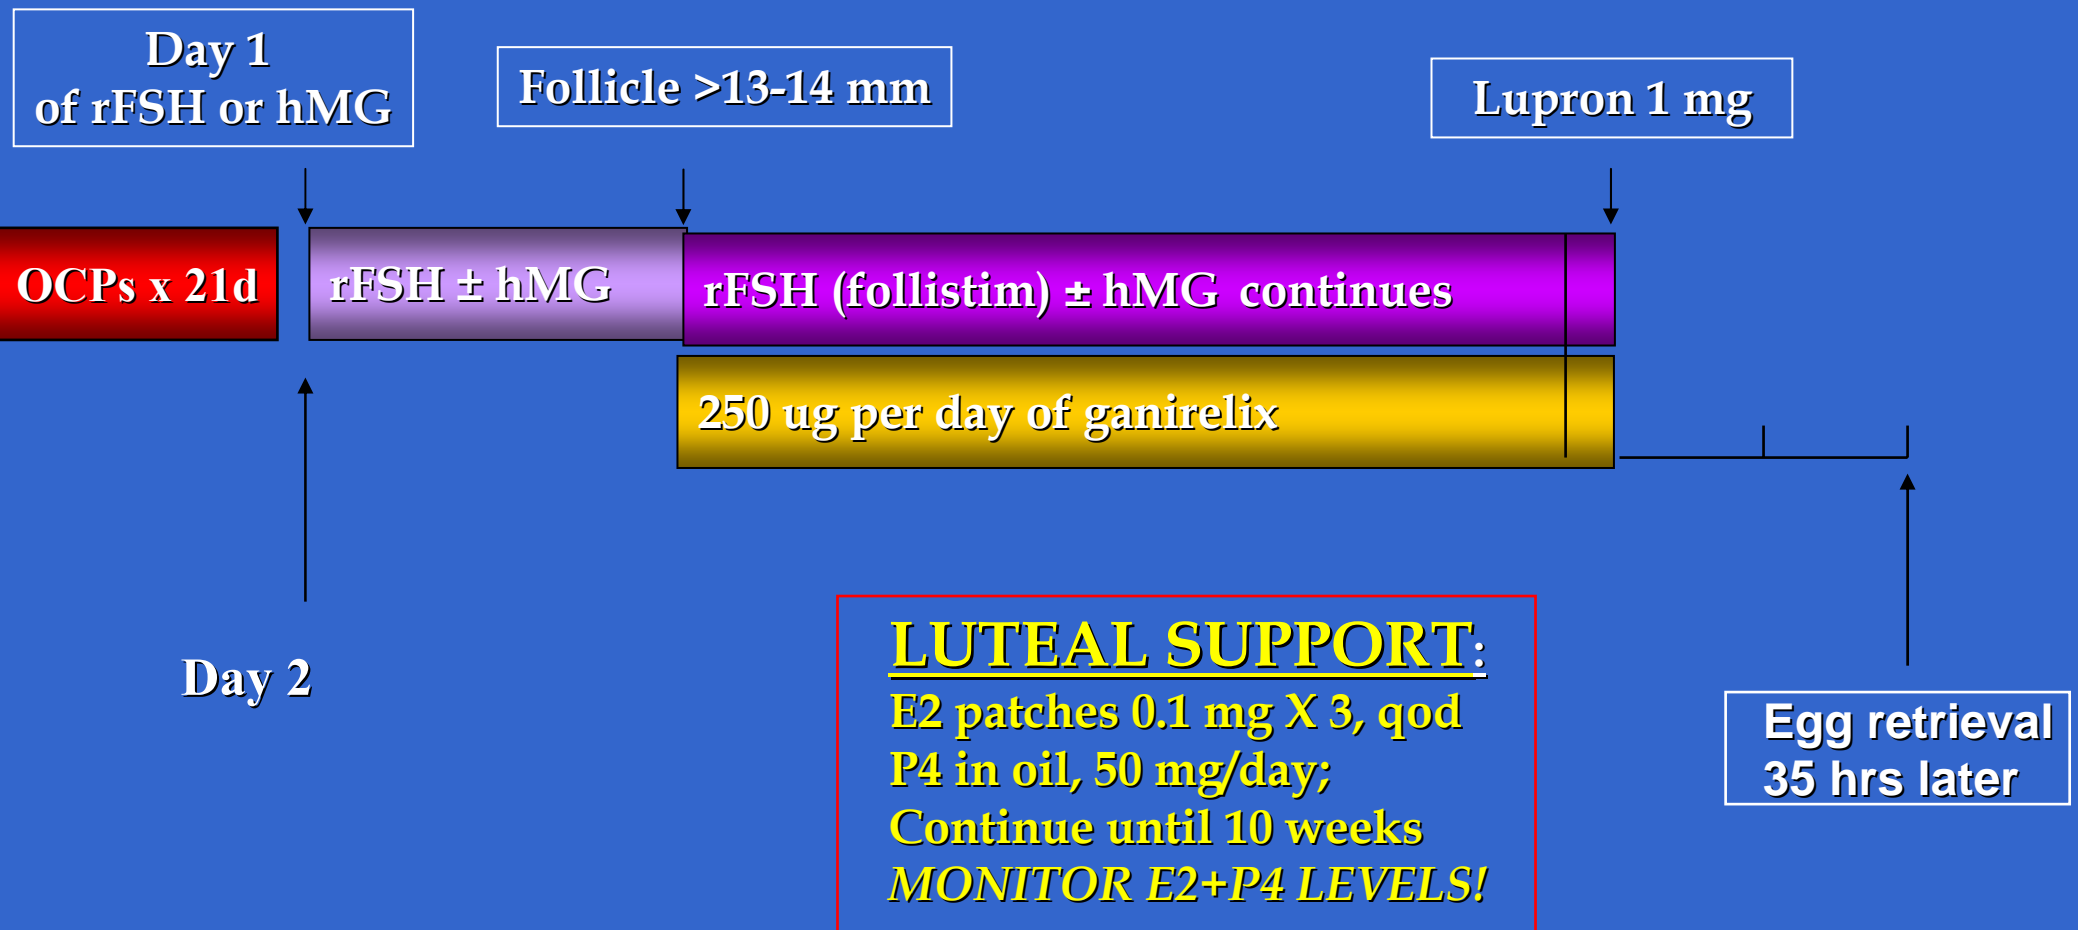 Day 1
of rFSH or hMG
Follicle >13-14 mm
Lupron 1 mg
OCPs x 21d
rFSH ± hMG
rFSH (follistim) ± hMG continues
250 ug per day of ganirelix
Day 2
LUTEAL SUPPORT:
E2 patches 0.1 mg X 3, qod
P4 in oil, 50 mg/day;
Continue until 10 weeks
MONITOR E2+P4 LEVELS!
Egg retrieval
35 hrs later